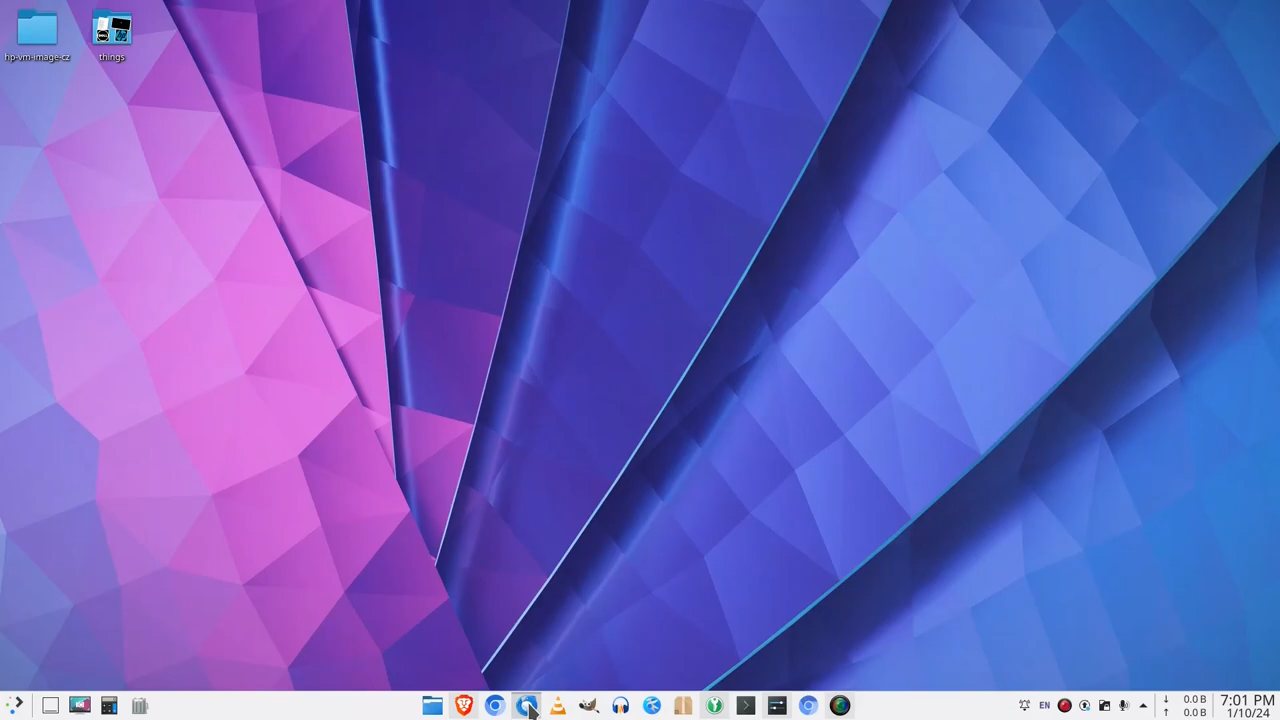 hp-vm-image-cz
things
EN
↓ 0.0 B
↑ 0.0 B
7:01 PM
1/10/24